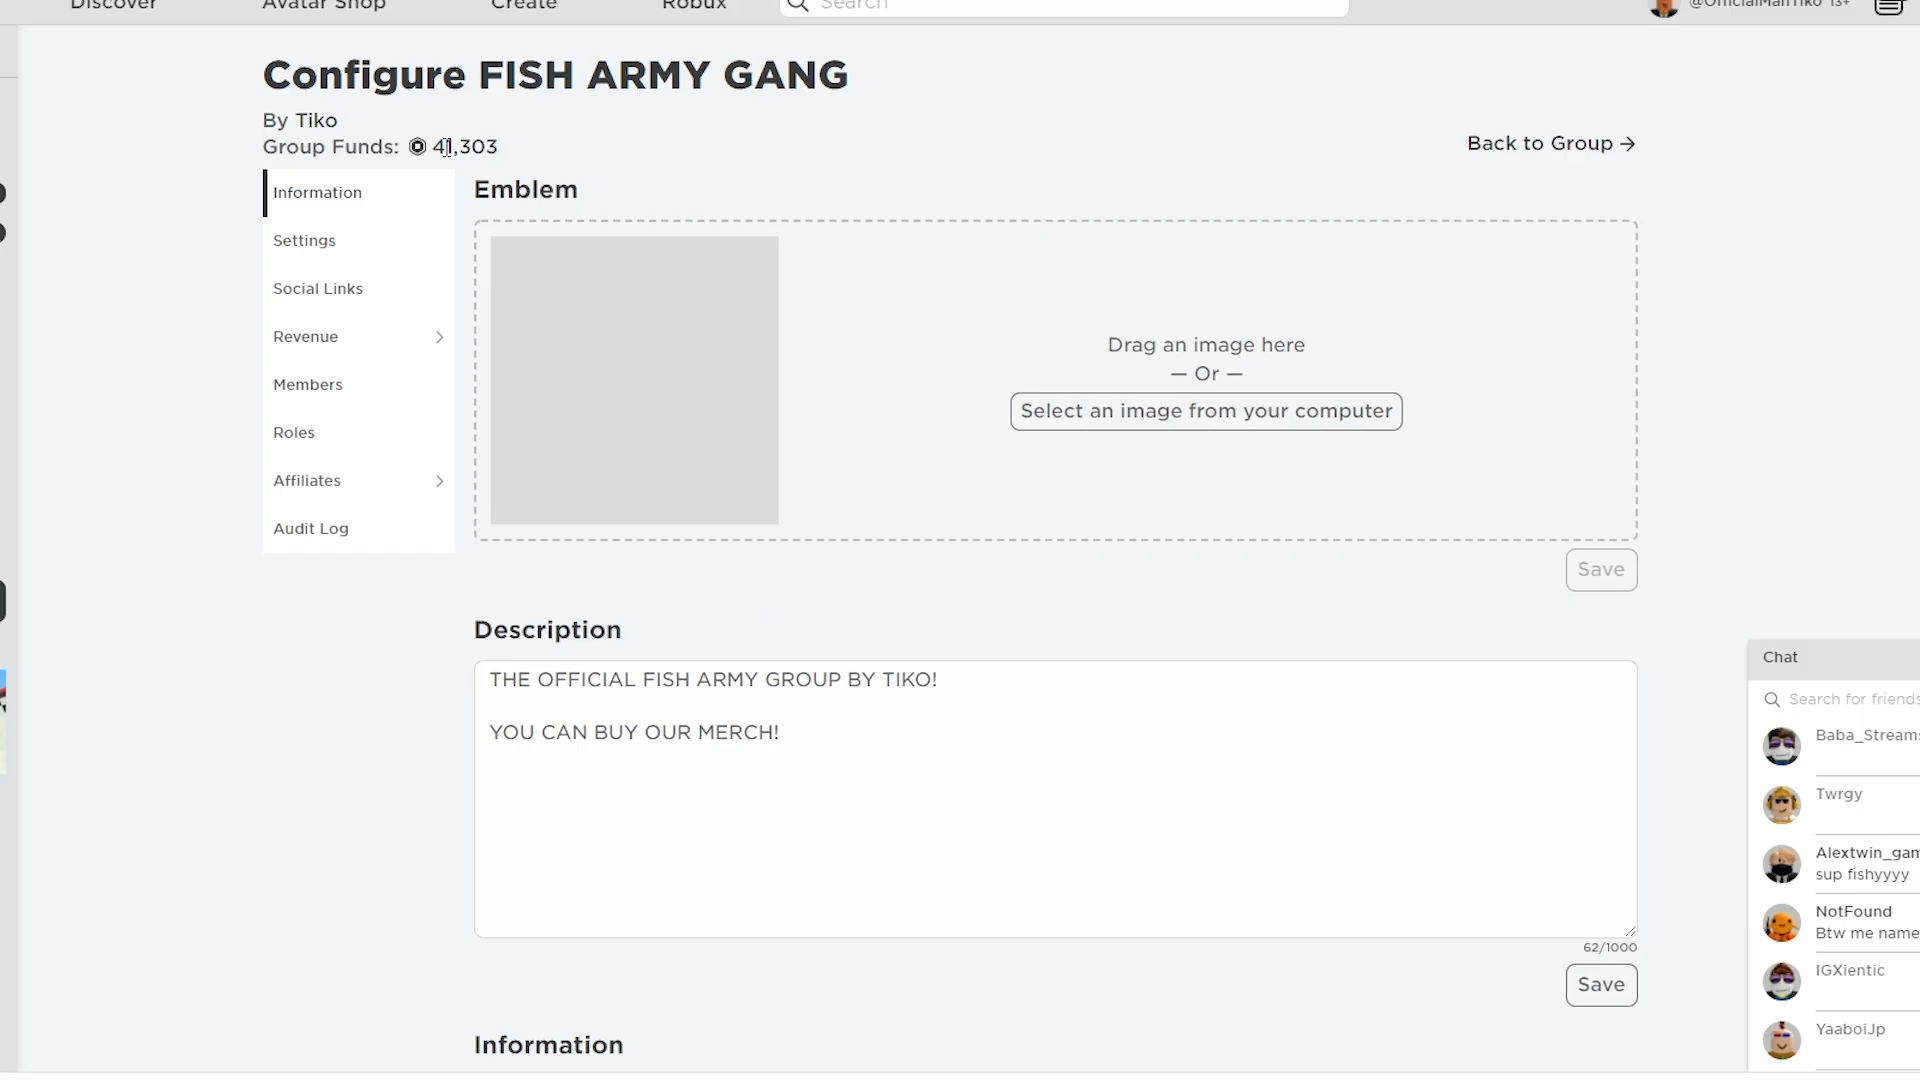 Discover Avatar Shop Create Robux Search @OfficialManTiko 13+
Configure FISH ARMY GANG
By Tiko
Group Funds: 41,303
Back to Group →
Information
Settings
Social Links
Revenue
Members
Roles
Affiliates
Audit Log
Emblem
Drag an image here
— Or —
Select an image from your computer
Save
Description
THE OFFICIAL FISH ARMY GROUP BY TIKO!
YOU CAN BUY OUR MERCH!
62/1000
Save
Information
Chat
Search for friends
Baba_Streams
Twrgy
Alextwin_gam
sup fishyyyy
NotFound
Btw me name
IGXientic
YaaboiJp